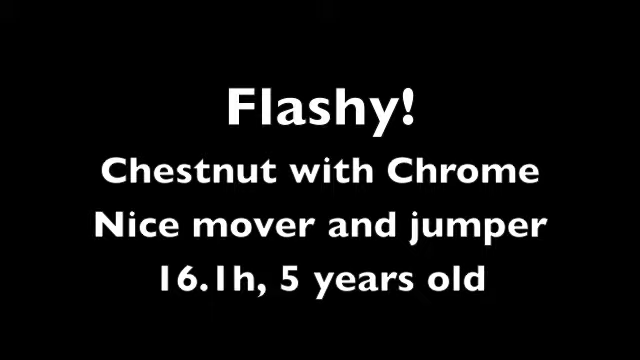 Flashy!
Chestnut with Chrome
Nice mover and jumper
16.1h, 5 years old